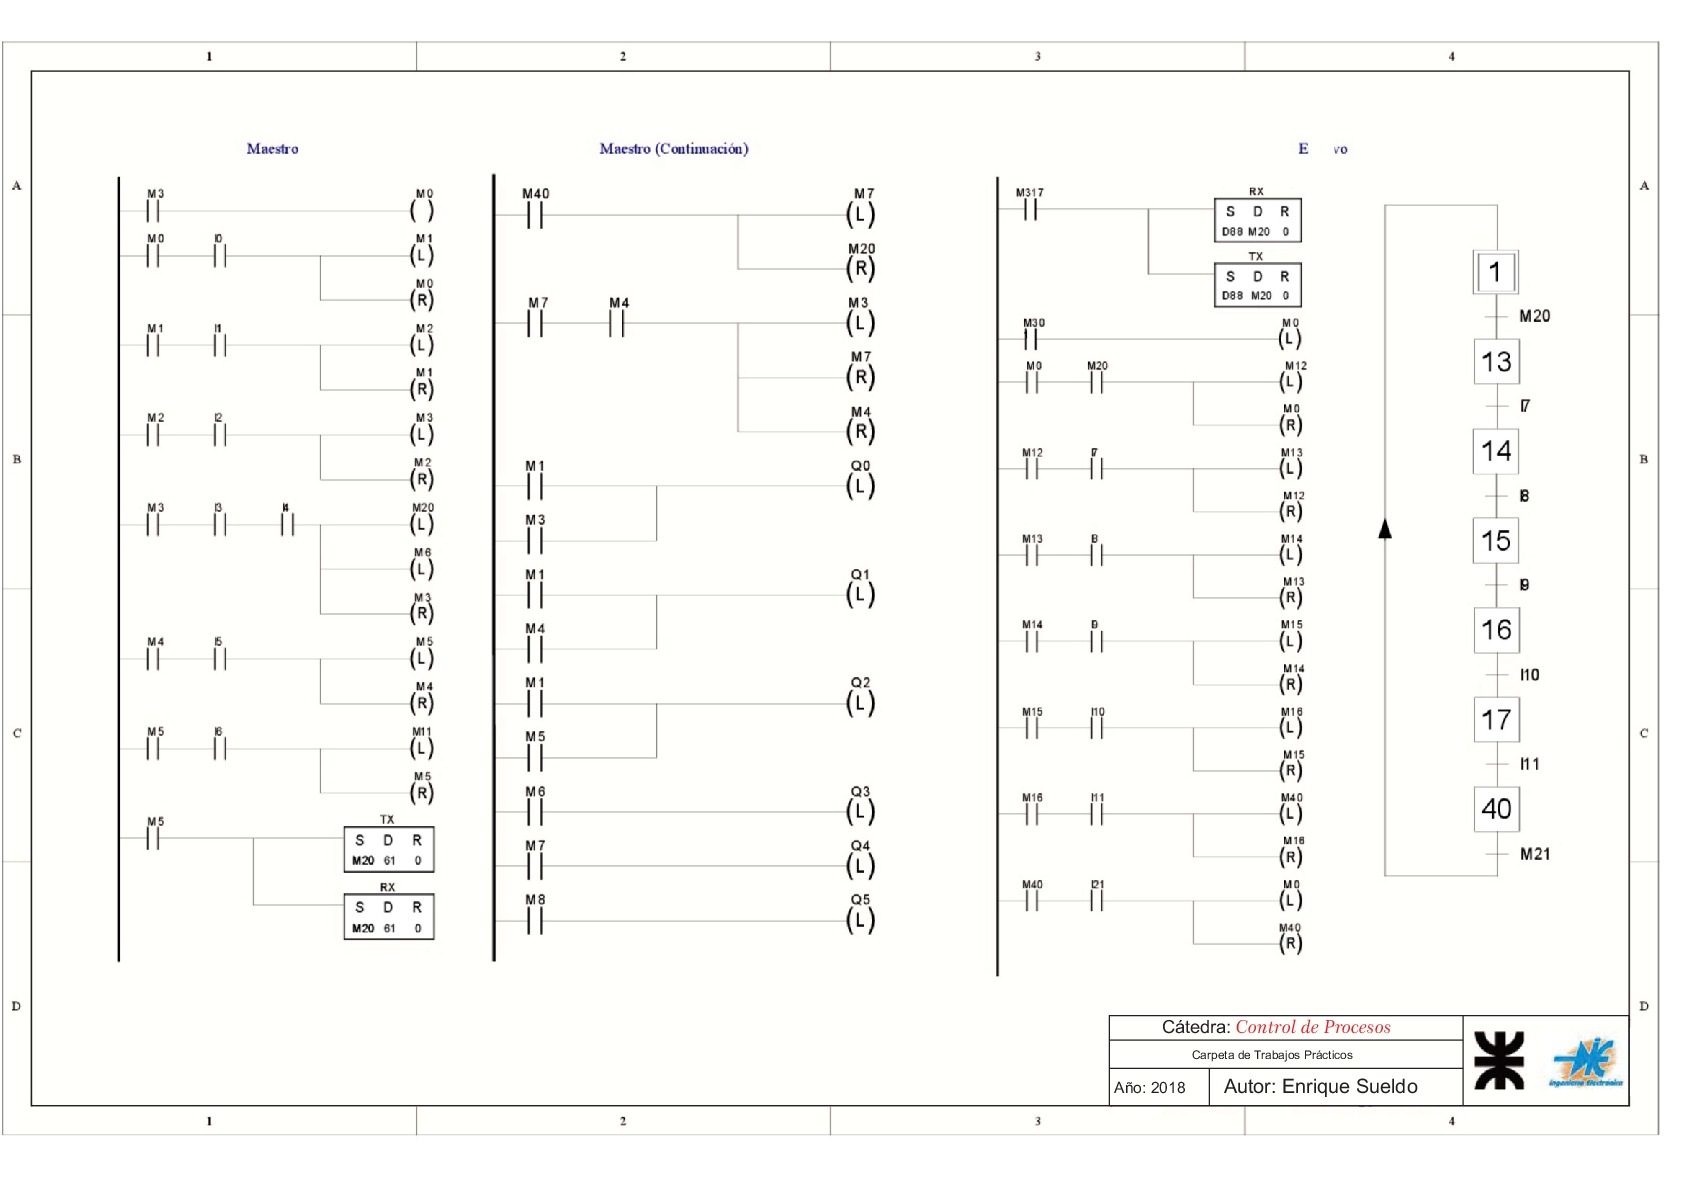 1 2 3 4
A
B
C
D
Maestro
M3 M0
( )
M0 I0 M1
(L)
M0
(R)
M1 I1 M2
(L)
M1
(R)
M2 I2 M3
(L)
M2
(R)
M3 I3 I4 M20
(L)
M6
(L)
M3
(R)
M4 I5 M5
(L)
M4
(R)
M5 I6 M11
(L)
M5
(R)
M5 TX
S D R
M20 61 0
RX
S D R
M20 61 0
Maestro (Continuación)
M40 M7
(L)
M20
(R)
M7 M4 M3
(L)
M7
(R)
M4
(R)
M1 Q0
(L)
M3
M1 Q1
(L)
M4
M1 Q2
(L)
M5
M6 Q3
(L)
M7 Q4
(L)
M8 Q5
(L)
E vo
M317 RX
S D R
D88 M20 0
TX
S D R
D88 M20 0
M30 M0
(L)
M0 M20 M12
(L)
M0
(R)
M12 I7 M13
(L)
M12
(R)
M13 M14
(L)
M13
(R)
M14 M15
(L)
M14
(R)
M15 I10 M16
(L)
M15
(R)
M16 I11 M40
(L)
M16
(R)
M40 I21 M0
(L)
M40
(R)
1
M20
13
I7
14
I8
15
I9
16
I10
17
I11
40
M21
A
B
C
D
Cátedra: Control de Procesos
Carpeta de Trabajos Prácticos
Año: 2018 Autor: Enrique Sueldo
Ingeniería Electrónica
1 2 3 4